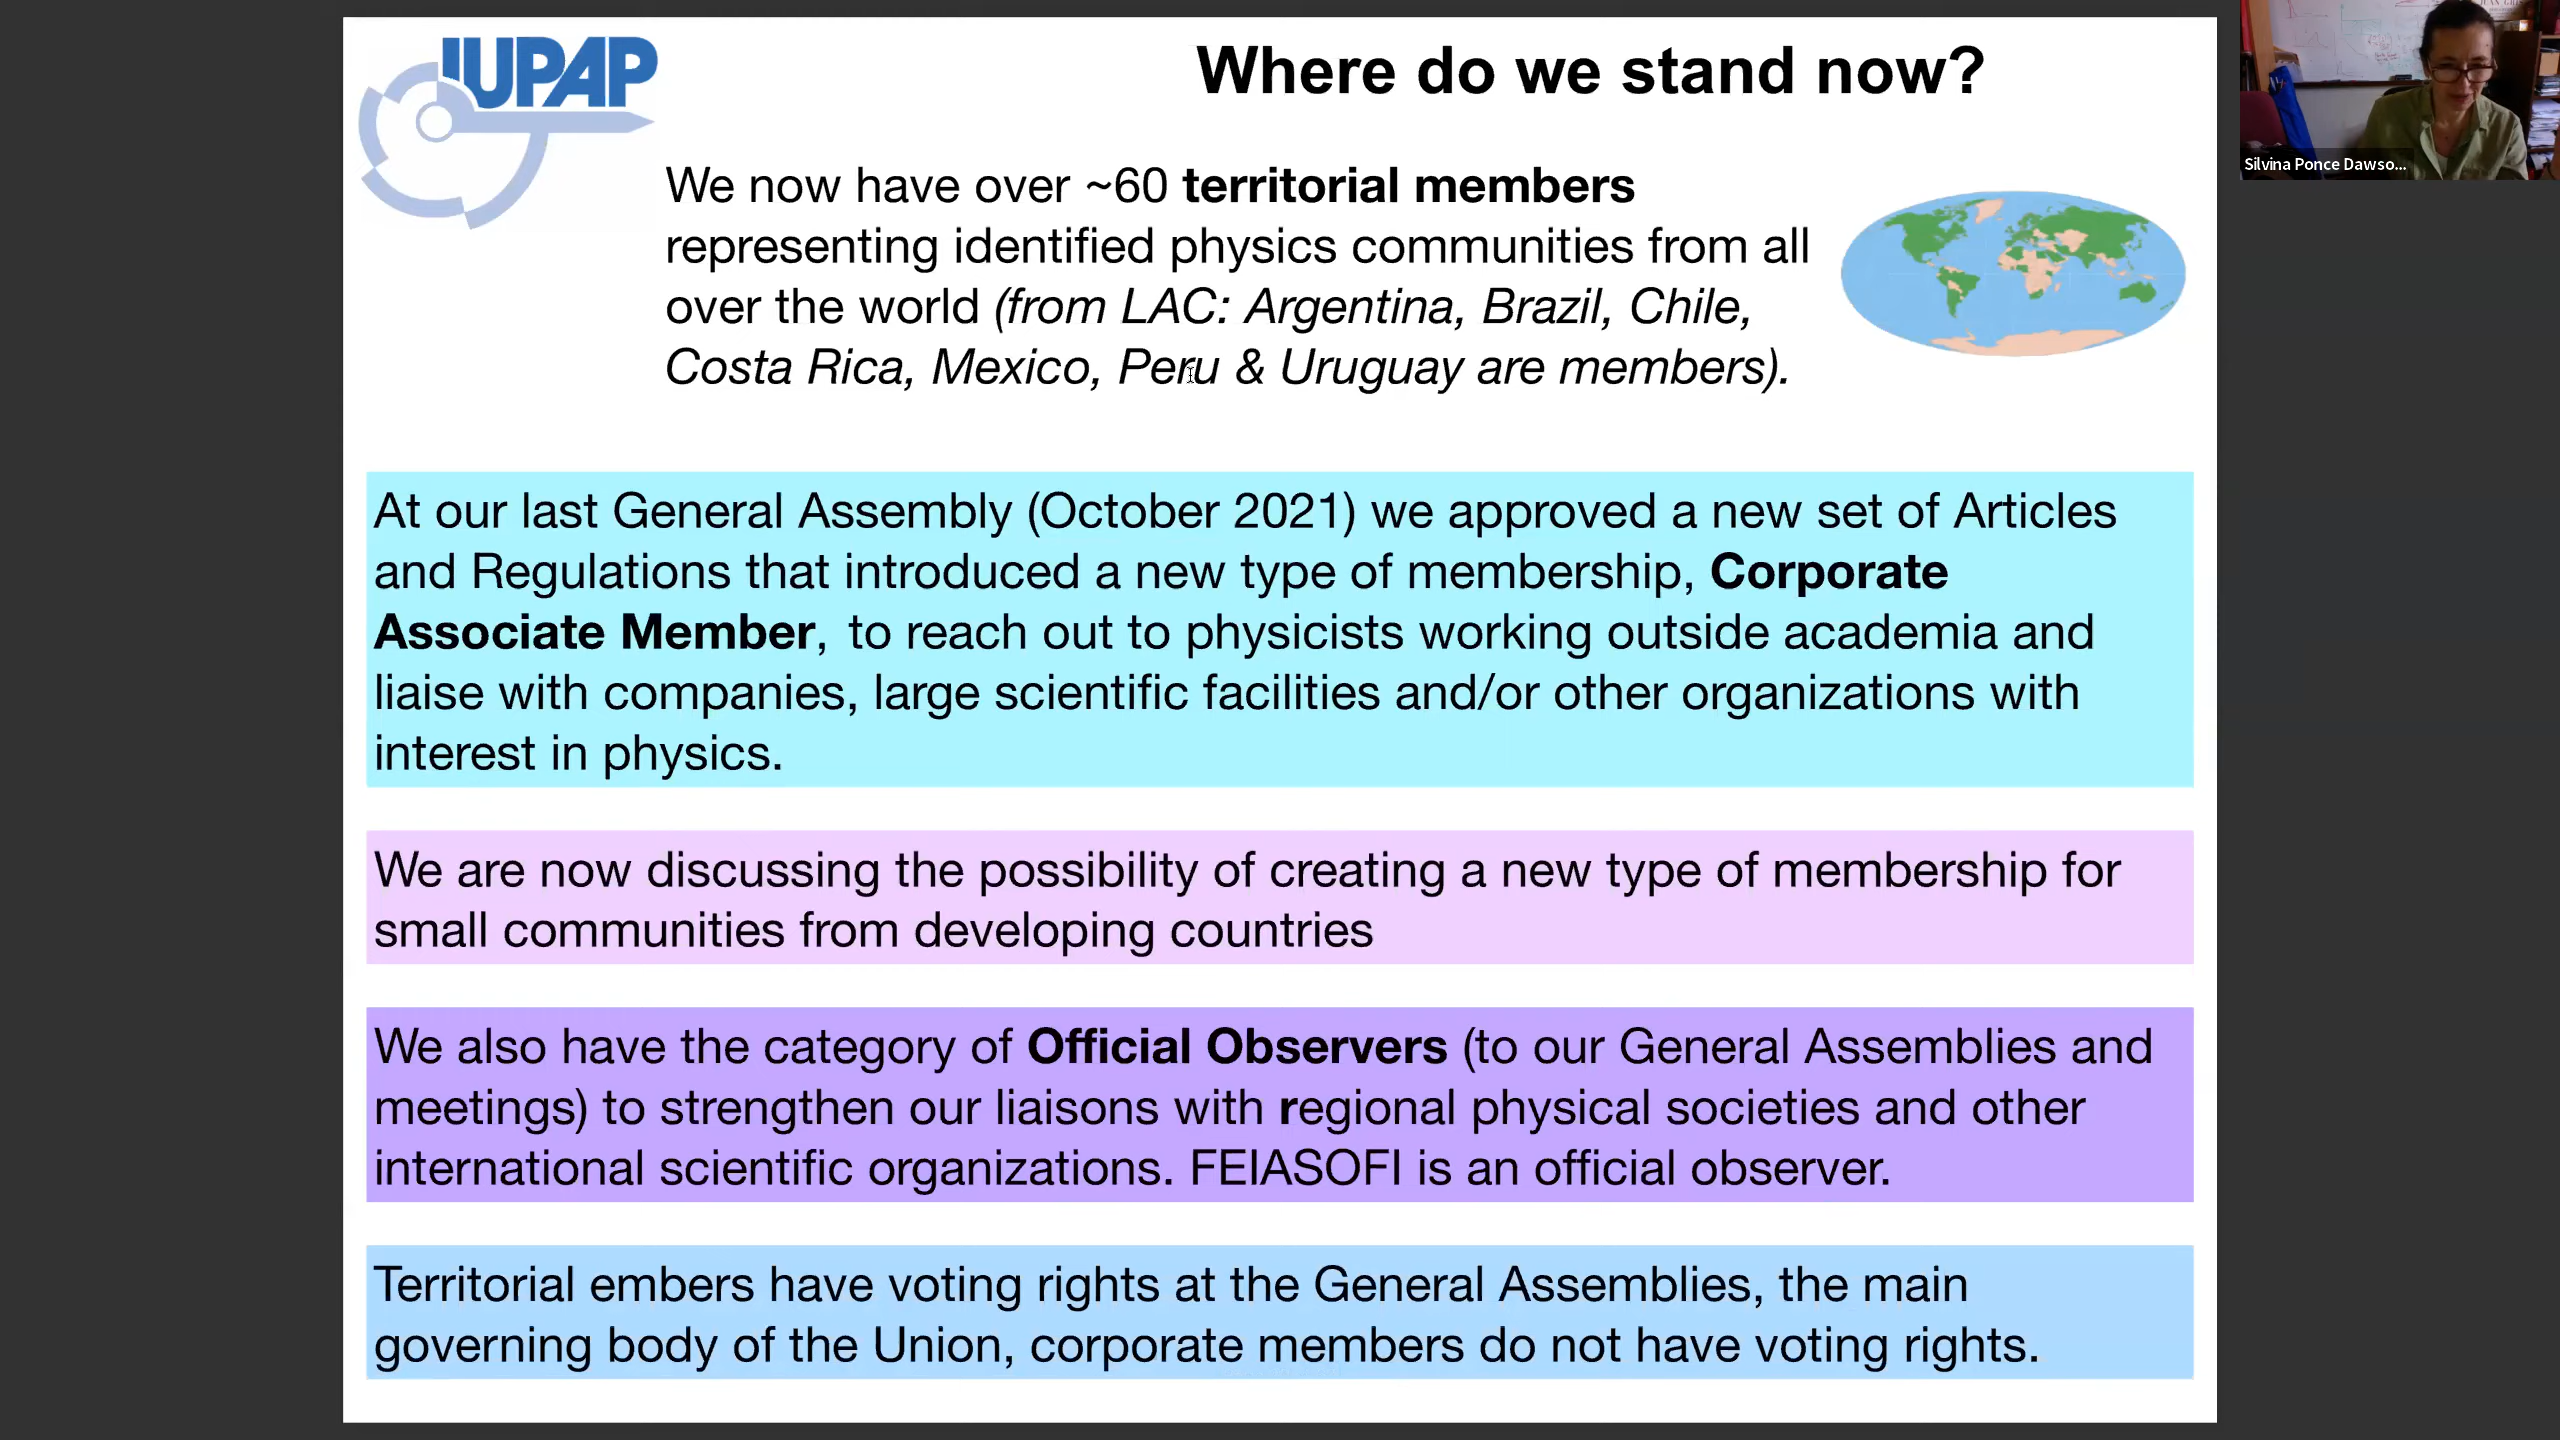 IUPAP
Where do we stand now?
Silvina Ponce Dawso...
We now have over ~60 territorial members
representing identified physics communities from all
over the world (from LAC: Argentina, Brazil, Chile,
Costa Rica, Mexico, Peru & Uruguay are members).
At our last General Assembly (October 2021) we approved a new set of Articles
and Regulations that introduced a new type of membership, Corporate
Associate Member, to reach out to physicists working outside academia and
liaise with companies, large scientific facilities and/or other organizations with
interest in physics.
We are now discussing the possibility of creating a new type of membership for
small communities from developing countries
We also have the category of Official Observers (to our General Assemblies and
meetings) to strengthen our liaisons with regional physical societies and other
international scientific organizations. FEIASOFI is an official observer.
Territorial embers have voting rights at the General Assemblies, the main
governing body of the Union, corporate members do not have voting rights.